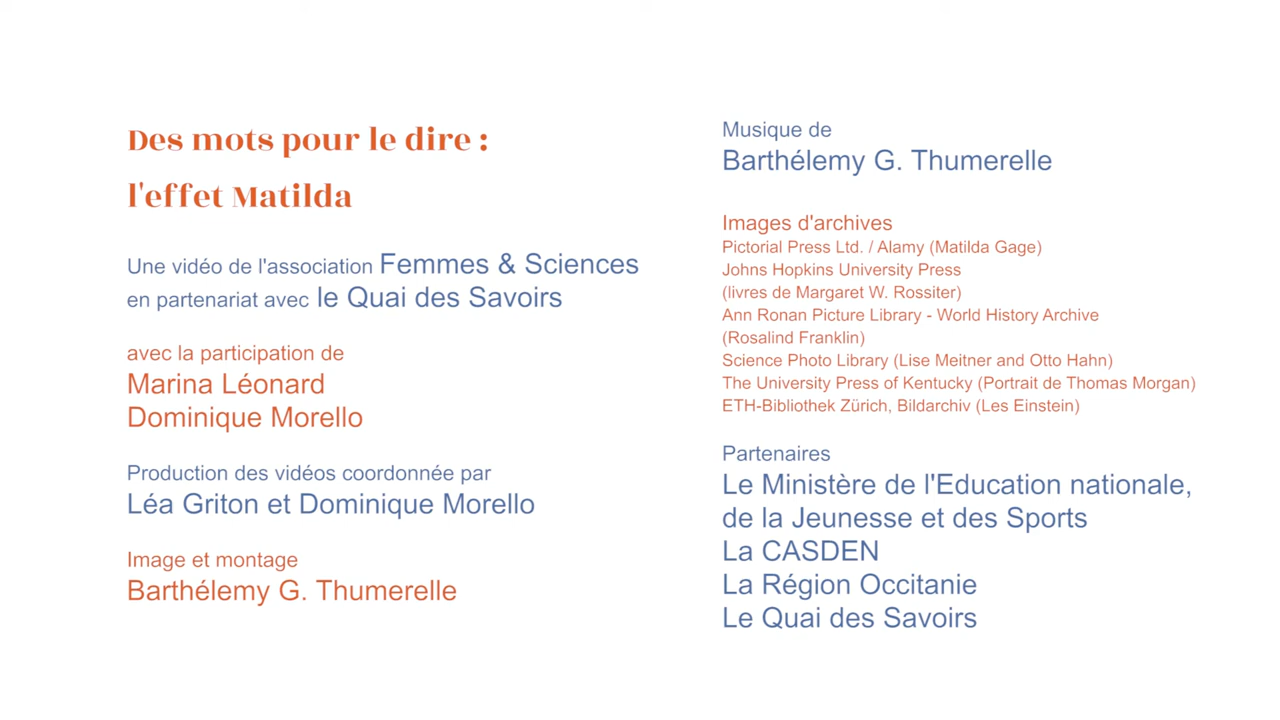 Des mots pour le dire :
l'effet Matilda
Une vidéo de l'association Femmes & Sciences
en partenariat avec le Quai des Savoirs
avec la participation de
Marina Léonard
Dominique Morello
Production des vidéos coordonnée par
Léa Griton et Dominique Morello
Image et montage
Barthélemy G. Thumerelle
Musique de
Barthélemy G. Thumerelle
Images d'archives
Pictorial Press Ltd. / Alamy (Matilda Gage)
Johns Hopkins University Press
(livres de Margaret W. Rossiter)
Ann Ronan Picture Library - World History Archive
(Rosalind Franklin)
Science Photo Library (Lise Meitner and Otto Hahn)
The University Press of Kentucky (Portrait de Thomas Morgan)
ETH-Bibliothek Zürich, Bildarchiv (Les Einstein)
Partenaires
Le Ministère de l'Education nationale,
de la Jeunesse et des Sports
La CASDEN
La Région Occitanie
Le Quai des Savoirs